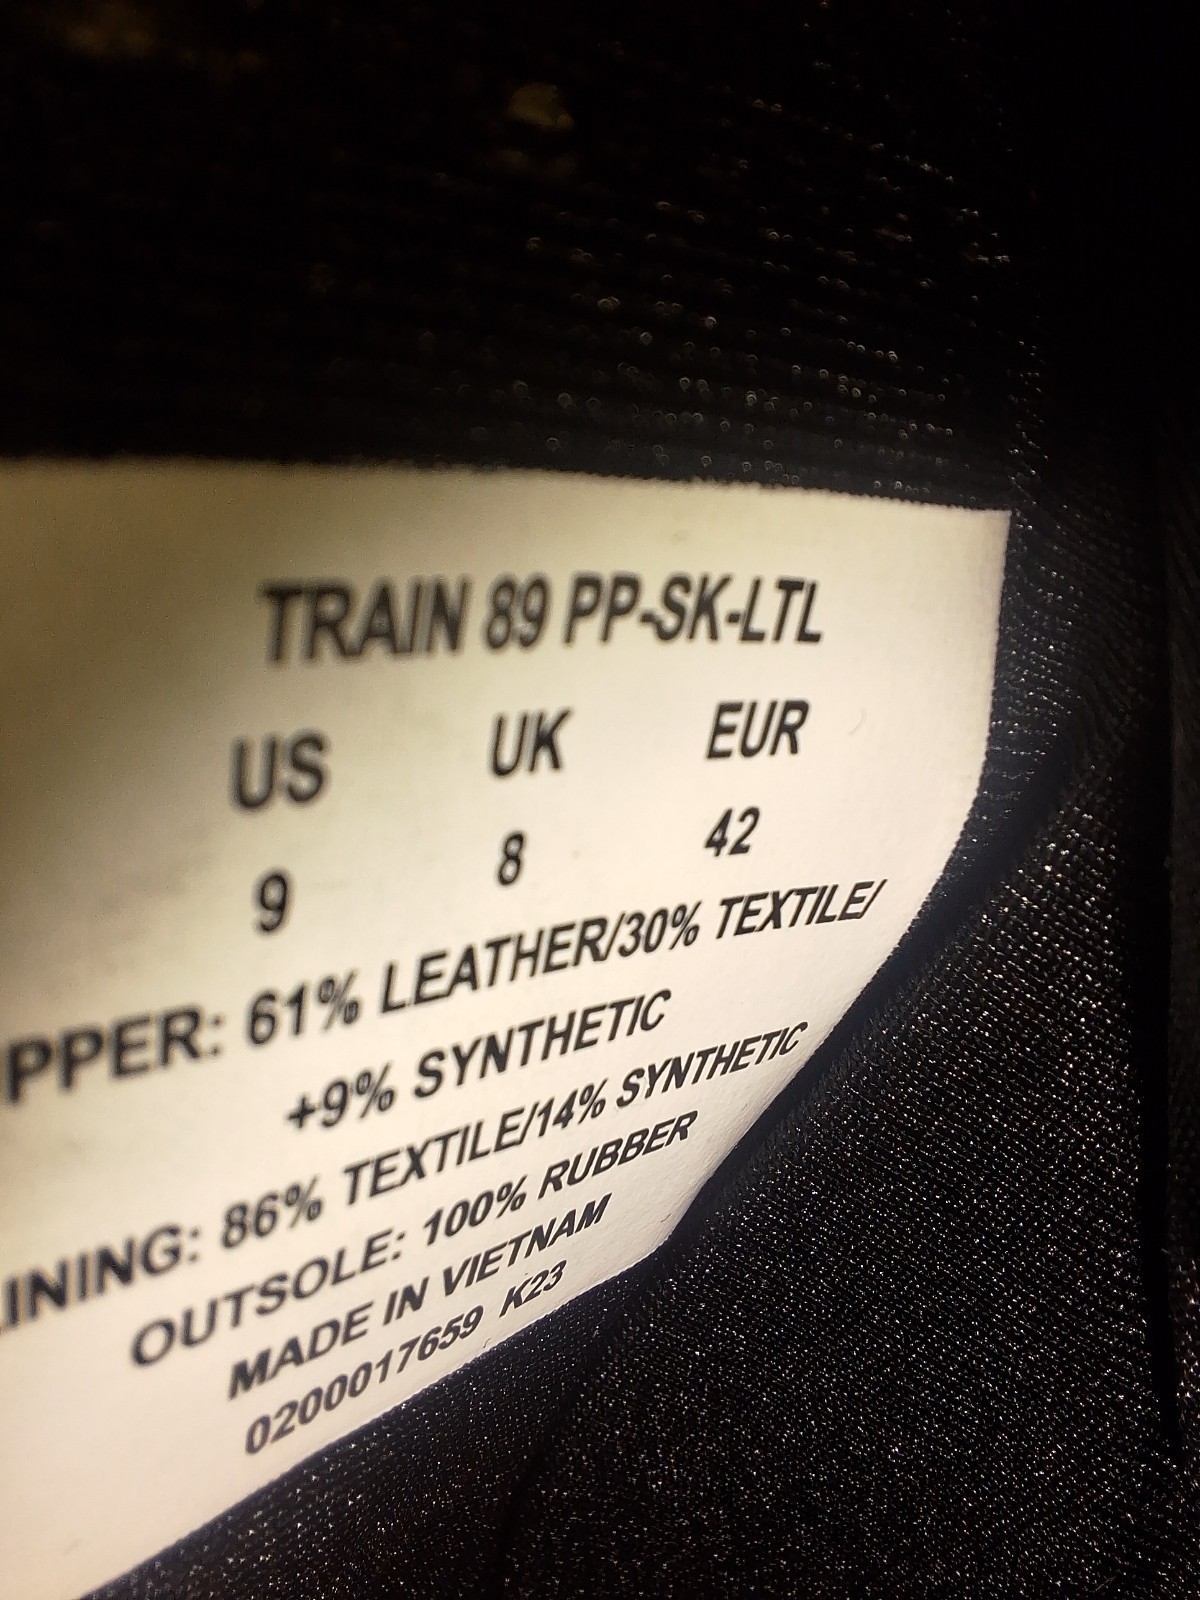 TRAIN 89 PP-SK-LTL
US UK EUR
9 8 42
PPER: 61% LEATHER/30% TEXTILE/
+9% SYNTHETIC
INING: 86% TEXTILE/14% SYNTHETIC
OUTSOLE: 100% RUBBER
MADE IN VIETNAM
0200017659 K23